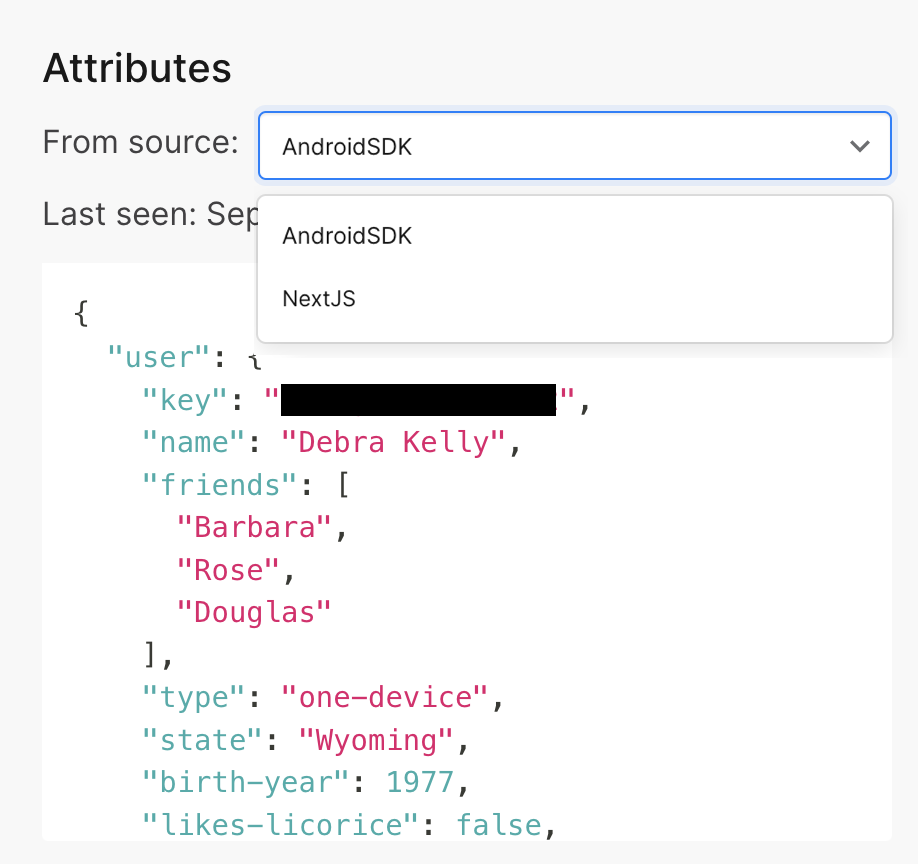 Attributes
From source: AndroidSDK
Last seen: Sep
AndroidSDK
NextJS
{
"user": {
"key": "",
"name": "Debra Kelly",
"friends": [
"Barbara",
"Rose",
"Douglas"
],
"type": "one-device",
"state": "Wyoming",
"birth-year": 1977,
"likes-licorice": false,